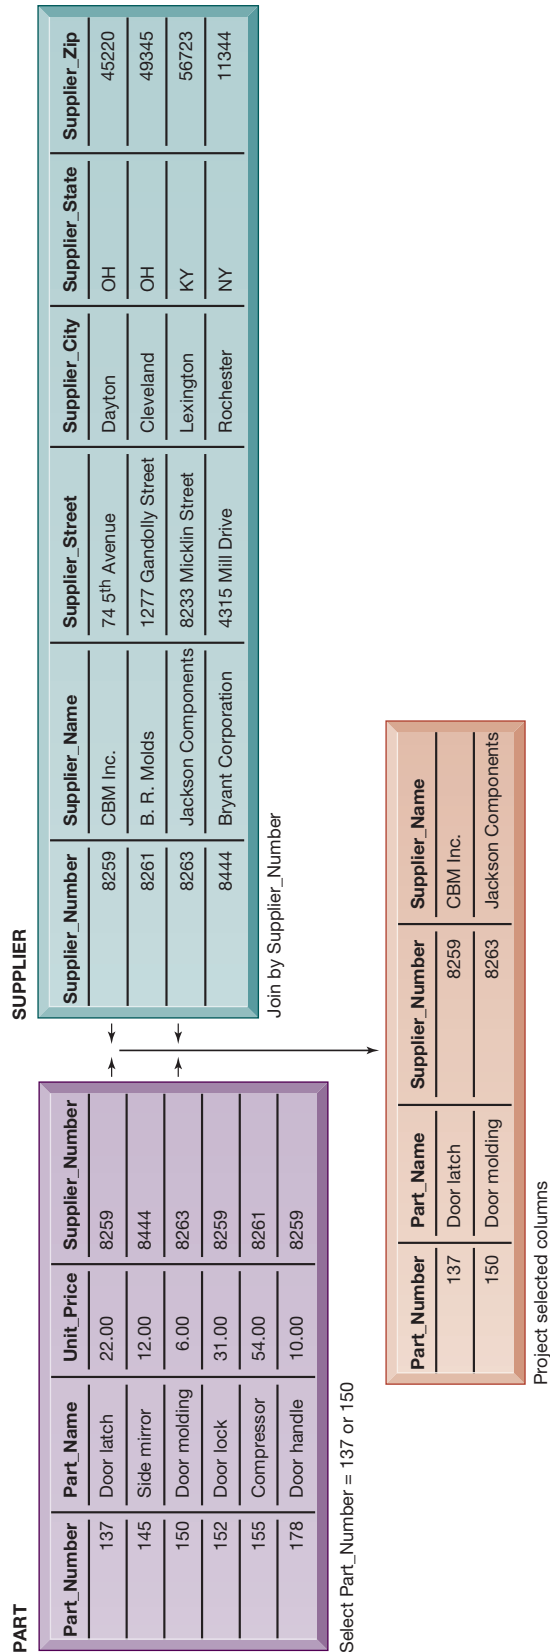 PART
Part_Number Part_Name Unit_Price Supplier_Number
137 Door latch 22.00 8259
145 Side mirror 12.00 8444
150 Door molding 6.00 8263
152 Door lock 31.00 8259
155 Compressor 54.00 8261
178 Door handle 10.00 8259
Select Part_Number = 137 or 150
SUPPLIER
Supplier_Number Supplier_Name Supplier_Street Supplier_City Supplier_State Supplier_Zip
8259 CBM Inc. 74 5th Avenue Dayton OH 45220
8261 B. R. Molds 1277 Gandolly Street Cleveland OH 49345
8263 Jackson Components 8233 Micklin Street Lexington KY 56723
8444 Bryant Corporation 4315 Mill Drive Rochester NY 11344
Join by Supplier_Number
Part_Number Part_Name Supplier_Number Supplier_Name
137 Door latch 8259 CBM Inc.
150 Door molding 8263 Jackson Components
Project selected columns